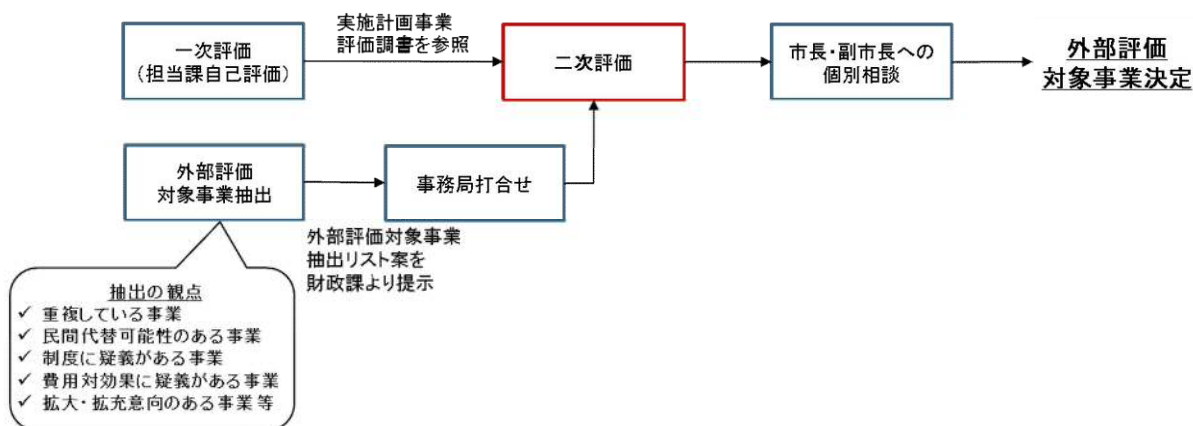 実施計画事業
評価調書を参照
一次評価
（担当課自己評価）
二次評価
市長・副市長への
個別相談
外部評価
対象事業決定
外部評価
対象事業抽出
事務局打合せ
外部評価対象事業
抽出リスト案を
財政課より提示
抽出の観点
✓ 重複している事業
✓ 民間代替可能性のある事業
✓ 制度に疑義がある事業
✓ 費用対効果に疑義がある事業
✓ 拡大・拡充意向のある事業等